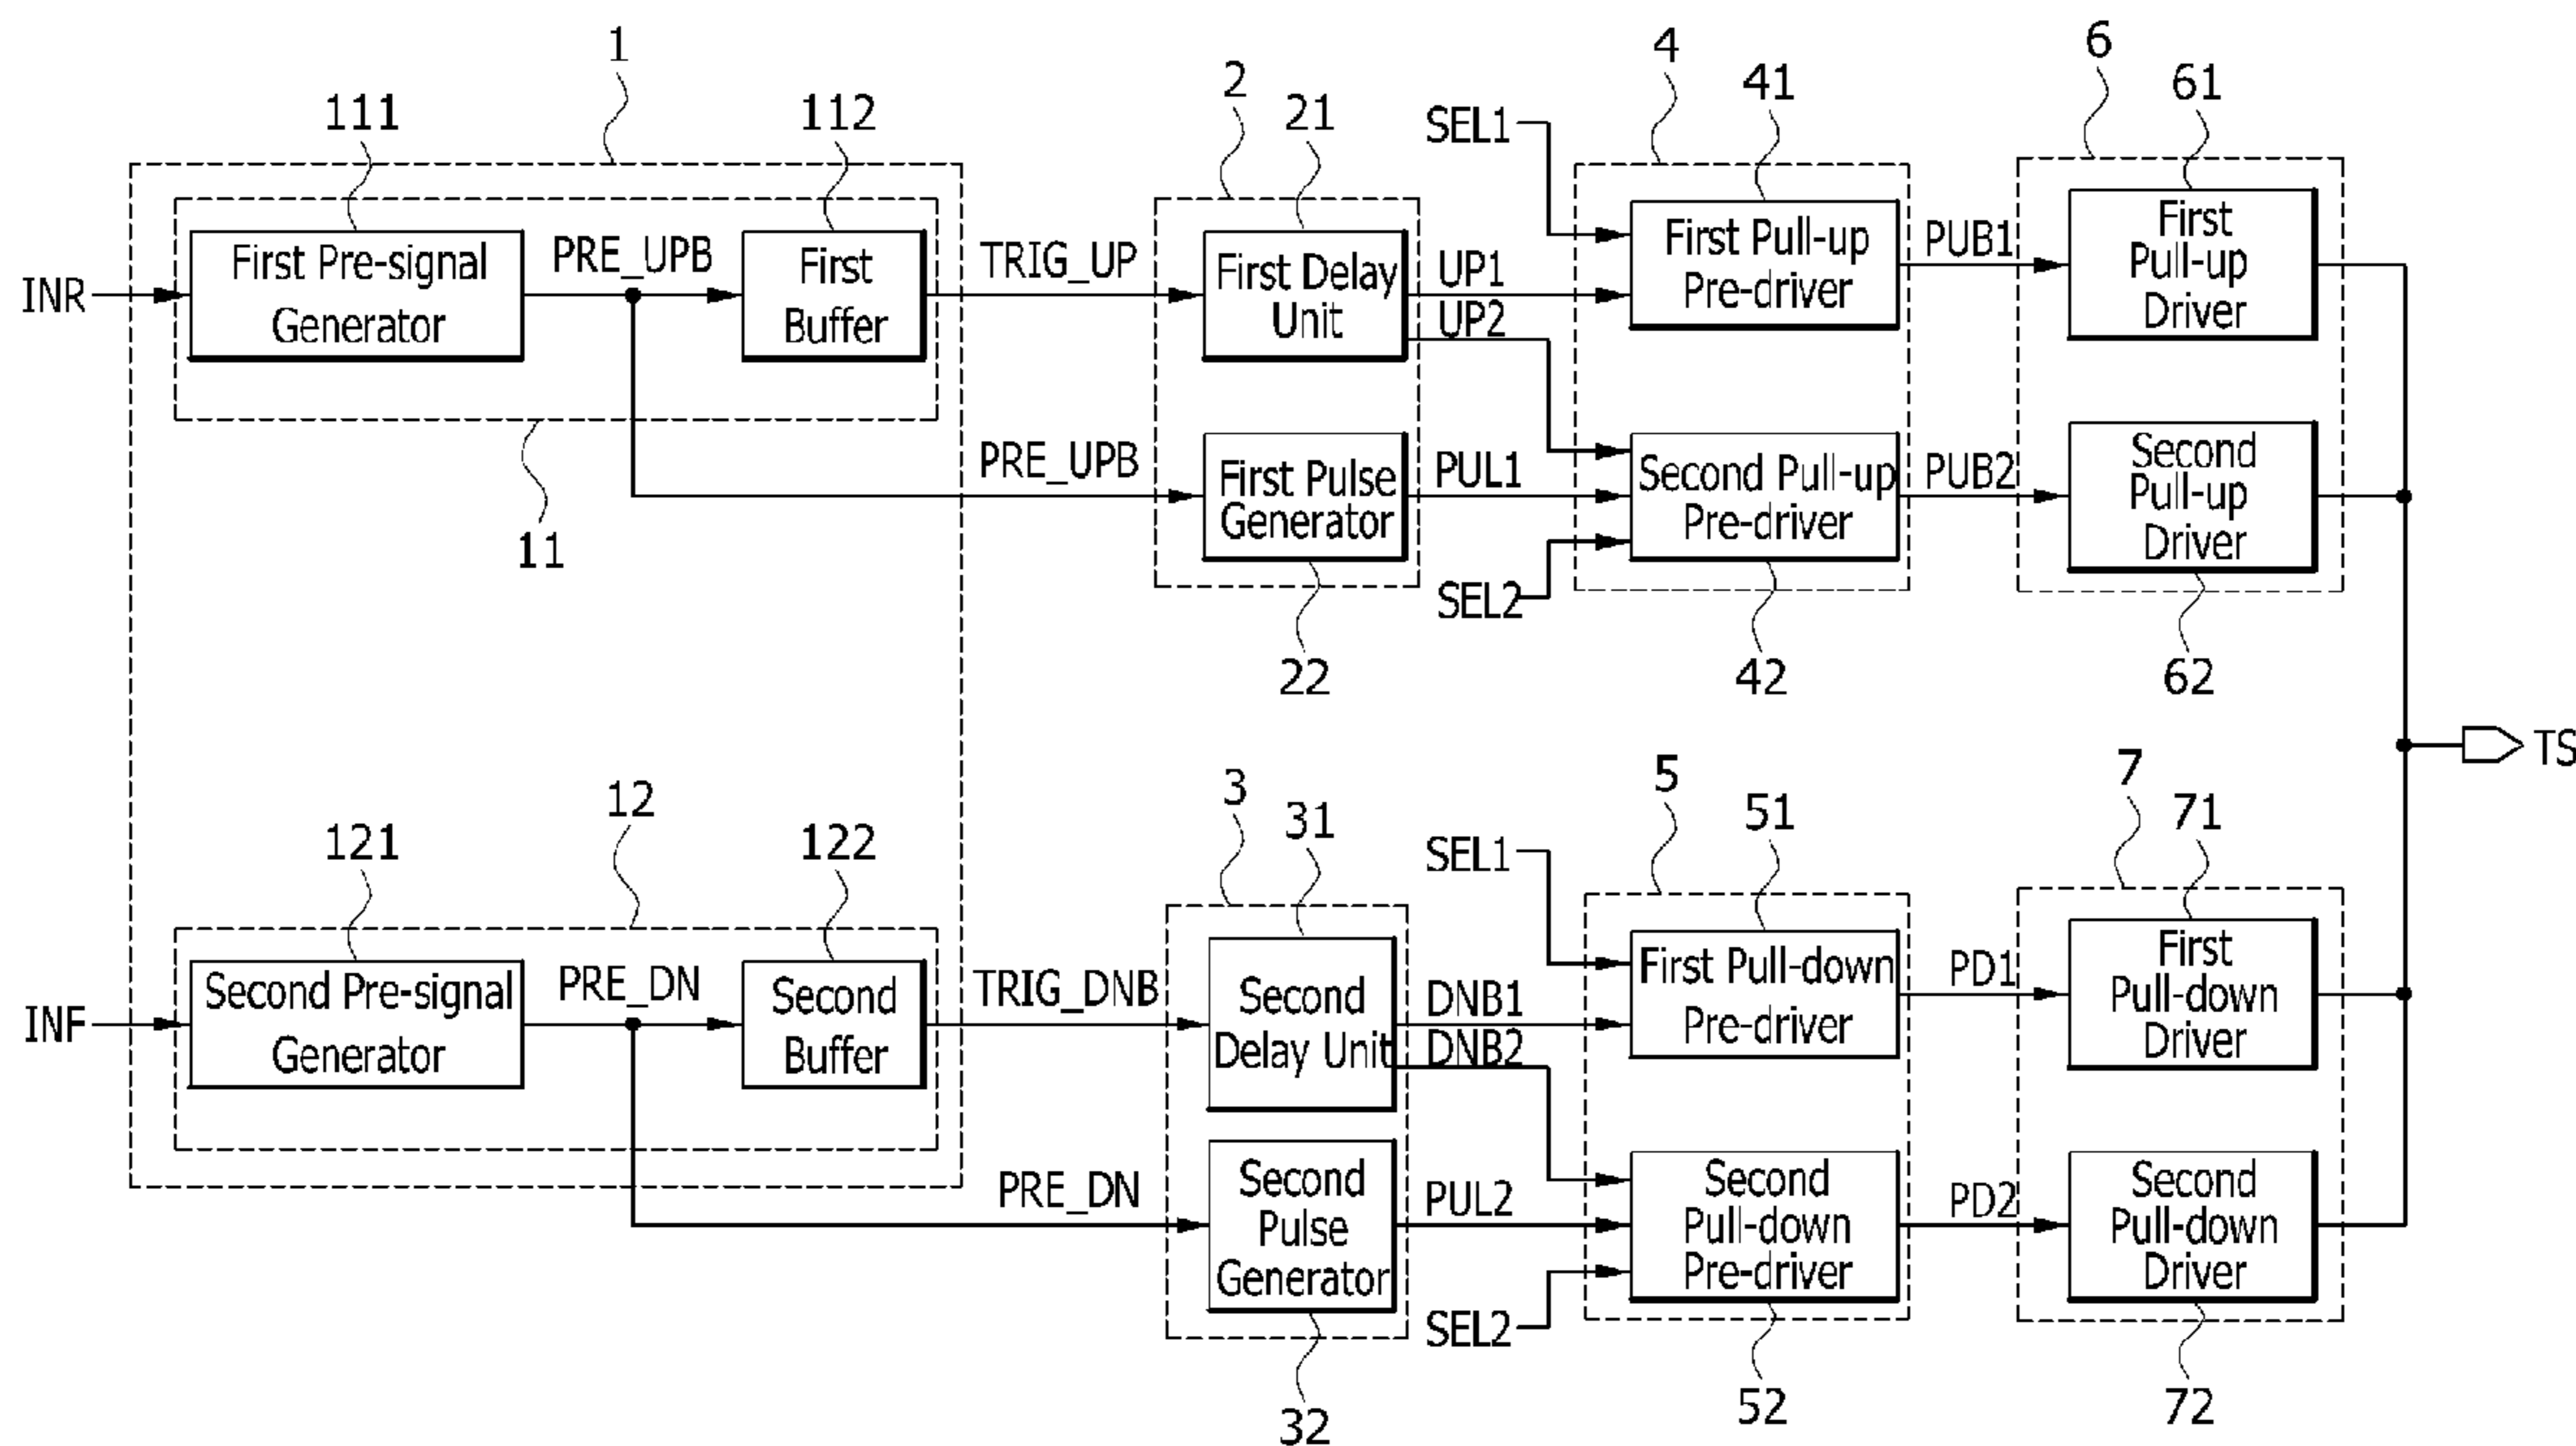 1
111
112
INR
First Pre-signal
Generator
PRE_UPB
First
Buffer
11
TRIG_UP
PRE_UPB
2
21
First Delay
Unit
First Pulse
Generator
22
SEL1
UP1
UP2
PUL1
SEL2
4
41
First Pull-up
Pre-driver
Second Pull-up
Pre-driver
42
PUB1
PUB2
6
61
First
Pull-up
Driver
Second
Pull-up
Driver
62
TS
12
121
122
INF
Second Pre-signal
Generator
PRE_DN
Second
Buffer
TRIG_DNB
PRE_DN
3
31
Second
Delay Unit
Second
Pulse
Generator
32
SEL1
DNB1
DNB2
PUL2
SEL2
5
51
First Pull-down
Pre-driver
Second
Pull-down
Pre-driver
52
PD1
PD2
7
71
First
Pull-down
Driver
Second
Pull-down
Driver
72